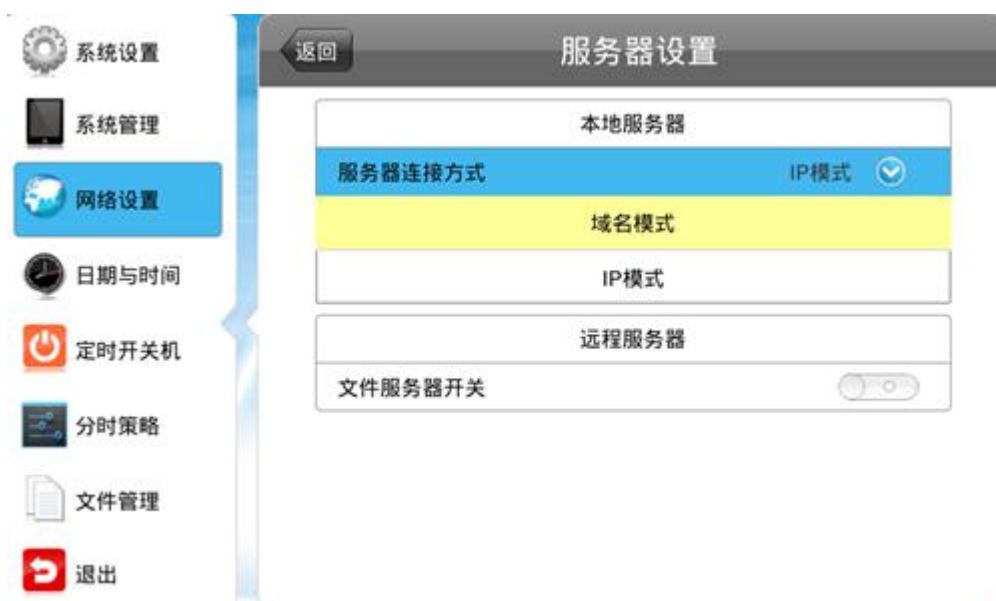 系统设置
系统管理
网络设置
日期与时间
定时开关机
分时策略
文件管理
退出
返回
服务器设置
本地服务器
服务器连接方式 IP模式
域名模式
IP模式
远程服务器
文件服务器开关